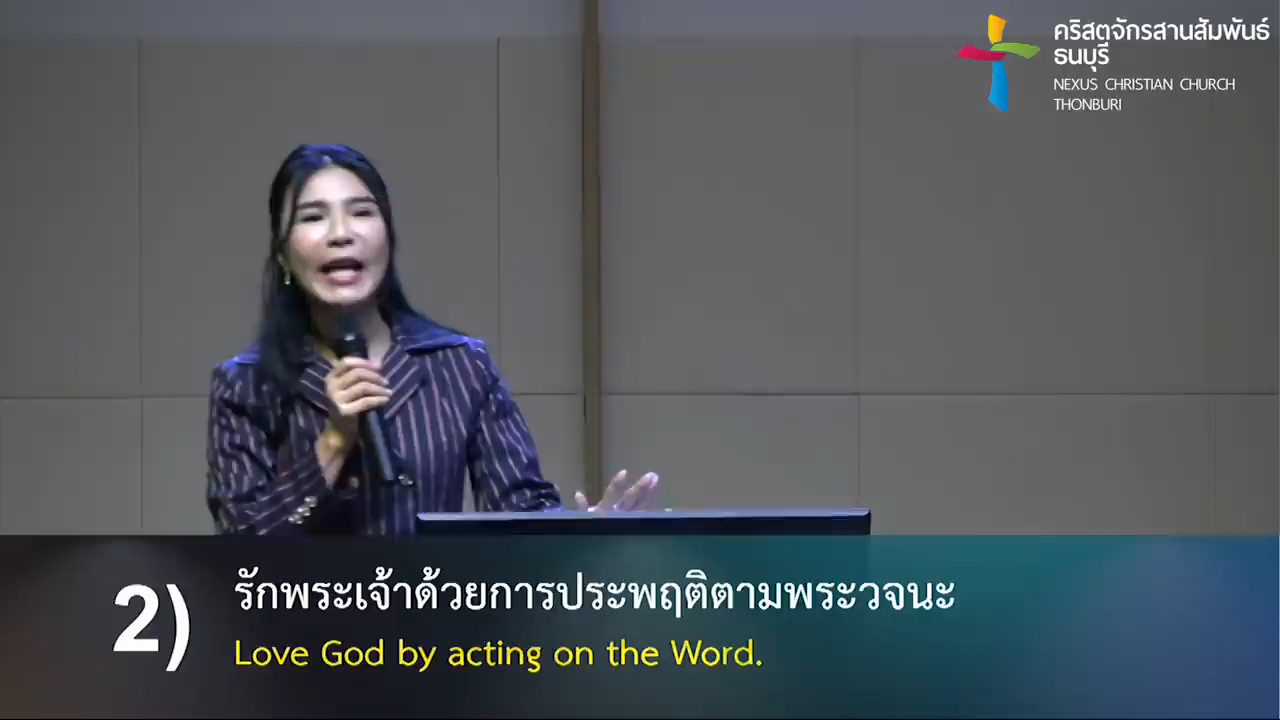 คริสตจักรสานสัมพันธ์
ธนบุรี
NEXUS CHRISTIAN CHURCH
THONBURI
2)
รักพระเจ้าด้วยการประพฤติตามพระวจนะ
Love God by acting on the Word.